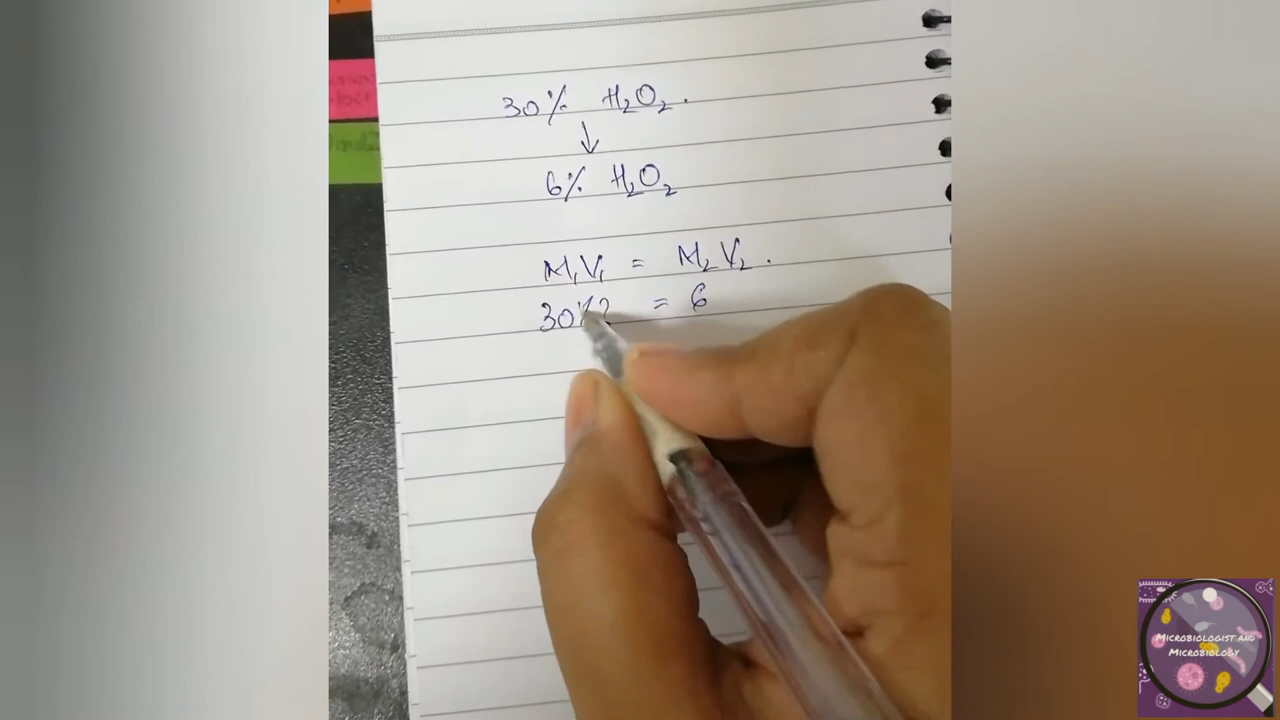 30% H₂O₂.
↓
6% H₂O₂
M₁V₁ = M₂V₂.
30 × ? = 6
MICROBIOLOGIST AND
MICROBIOLOGY